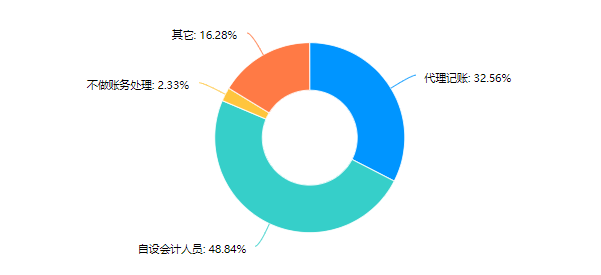 其它: 16.28%
代理记账: 32.56%
不做账务处理: 2.33%
自设会计人员: 48.84%